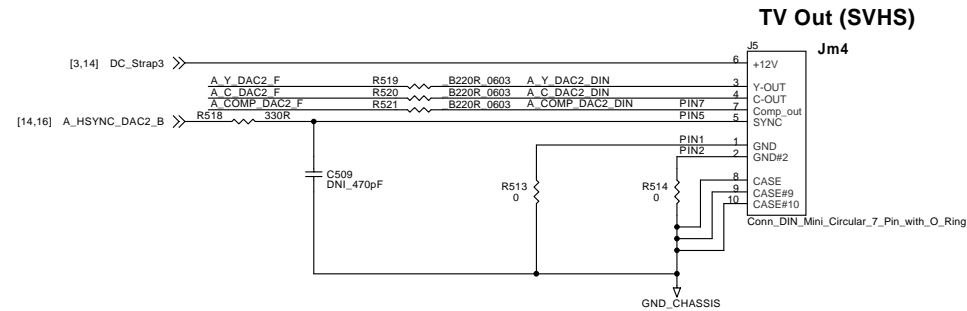 TV Out (SVHS)
J5
Jm4
[3,14] DC_Strap3
6 +12V
A_Y_DAC2_F R519 _B220R_0603 A_Y_DAC2_DIN 3 Y-OUT
A_C_DAC2_F R520 _B220R_0603 A_C_DAC2_DIN 4 C-OUT
A_COMP_DAC2_F R521 _B220R_0603 A_COMP_DAC2_DIN PIN7 7 Comp_out
[14,16] A_HSYNC_DAC2_B R518 330R PIN5 5 SYNC
PIN1 1 GND
PIN2 2 GND#2
C509
DNI_470pF
R513
0
R514
0
8 CASE
9 CASE#9
10 CASE#10
Conn_DIN_Mini_Circular_7_Pin_with_O_Ring
GND_CHASSIS